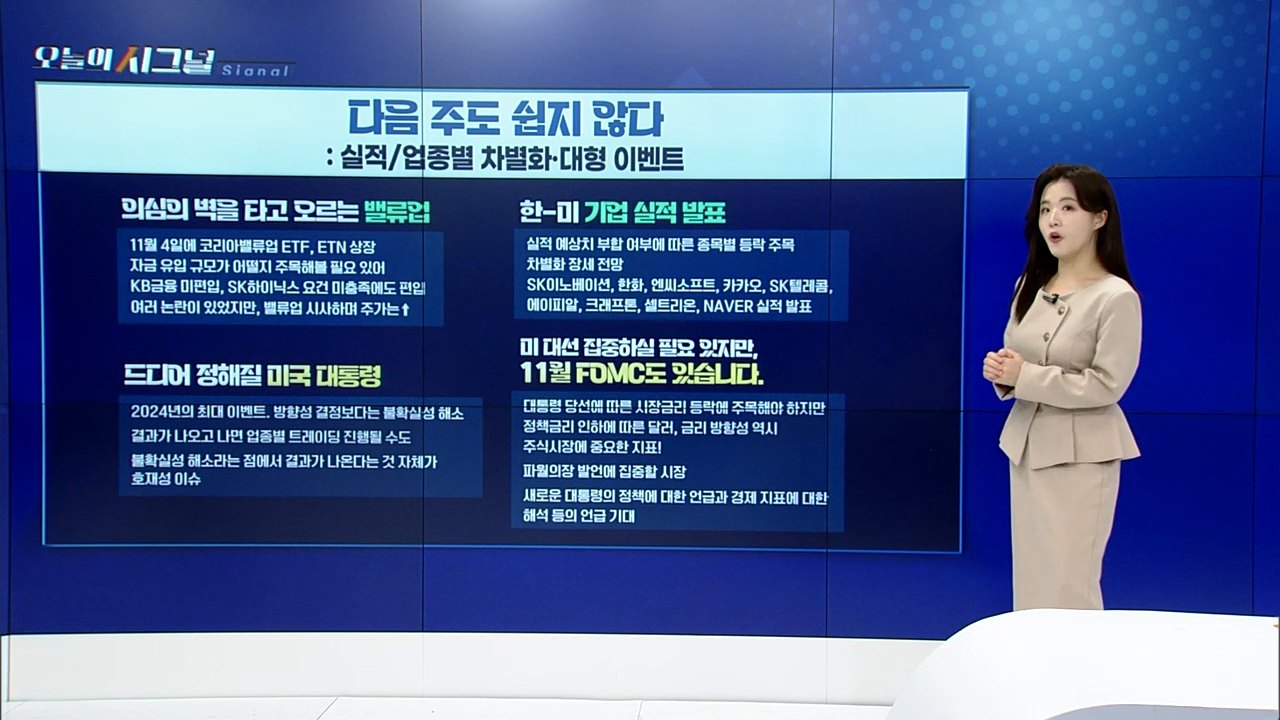 오늘의 시그널 Signal
다음 주도 쉽지 않다
: 실적/업종별 차별화·대형 이벤트
의심의 벽을 타고 오르는 밸류업
11월 4일에 코리아밸류업 ETF, ETN 상장
자금 유입 규모가 어떨지 주목해볼 필요 있어
KB금융 미편입, SK하이닉스 요건 미충족에도 편입
여러 논란이 있었지만, 밸류업 시사하며 주가는⬆
한-미 기업 실적 발표
실적 예상치 부합 여부에 따른 종목별 등락 주목
차별화 장세 전망
SK이노베이션, 한화, 엔씨소프트, 카카오, SK텔레콤,
에이피알, 크래프톤, 셀트리온, NAVER 실적 발표
드디어 정해질 미국 대통령
2024년의 최대 이벤트. 방향성 결정보다는 불확실성 해소
결과가 나오고 나면 업종별 트레이딩 진행될 수도
불확실성 해소라는 점에서 결과가 나온다는 것 자체가
호재성 이슈
미 대선 집중하실 필요 있지만,
11월 FOMC도 있습니다.
대통령 당선에 따른 시장금리 등락에 주목해야 하지만
정책금리 인하에 따른 달러, 금리 방향성 역시
주식시장에 중요한 지표!
파월의장 발언에 집중할 시장
새로운 대통령의 정책에 대한 언급과 경제 지표에 대한
해석 등의 언급 기대